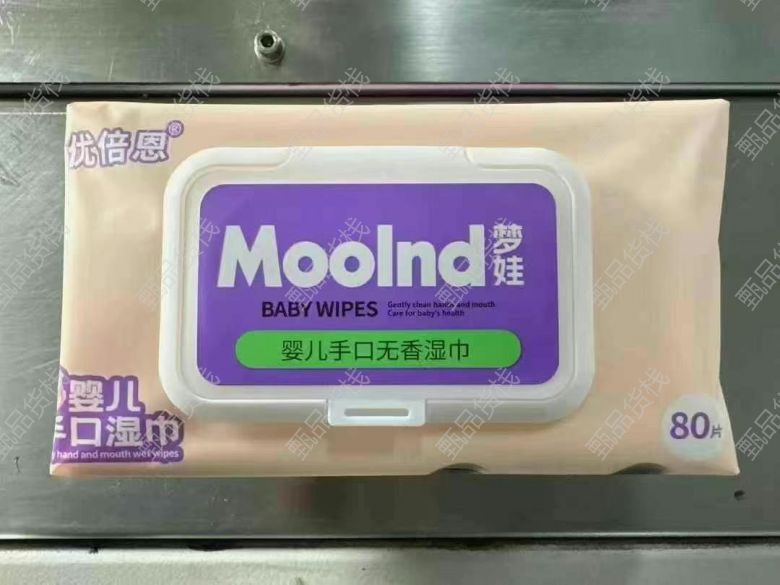 优倍恩®
Moolnd
梦娃
BABY WIPES
Gently clean hands and mouth
Care for baby's health
婴儿手口无香湿巾
婴儿
手口湿巾
hand and mouth wet wipes
80片
甄品货栈